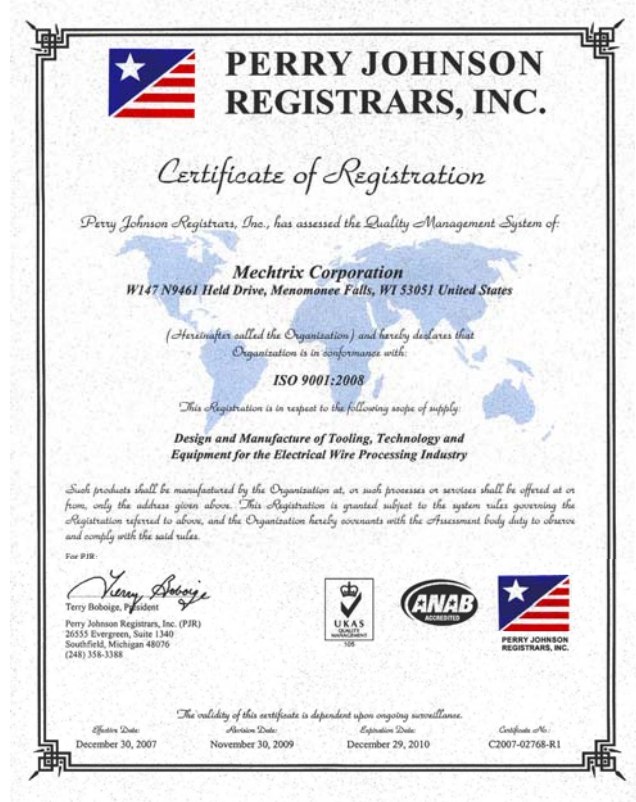 PERRY JOHNSON
REGISTRARS, INC.
Certificate of Registration
Perry Johnson Registrars, Inc., has assessed the Quality Management System of:
Mechtrix Corporation
W147 N9461 Held Drive, Menomonee Falls, WI 53051 United States
(Hereinafter called the Organization) and hereby declares that
Organization is in conformance with:
ISO 9001:2008
This Registration is in respect to the following scope of supply:
Design and Manufacture of Tooling, Technology and
Equipment for the Electrical Wire Processing Industry
Such products shall be manufactured by the Organization at, or such processes or services shall be offered at or
from, only the address given above. This Registration is granted subject to the system rules governing the
Registration referred to above, and the Organization hereby covenants with the Assessment body duty to observe
and comply with the said rules.
For PJR:
Terry Boboige
Terry Boboige, President
Perry Johnson Registrars, Inc. (PJR)
26555 Evergreen, Suite 1340
Southfield, Michigan 48076
(248) 358-3388
UKAS
QUALITY
MANAGEMENT
105
ANAB
ACCREDITED
PERRY JOHNSON
REGISTRARS, INC.
The validity of this certificate is dependent upon ongoing surveillance.
Effective Date: Revision Date: Expiration Date: Certificate No.:
December 30, 2007 November 30, 2009 December 29, 2010 C2007-02768-R1